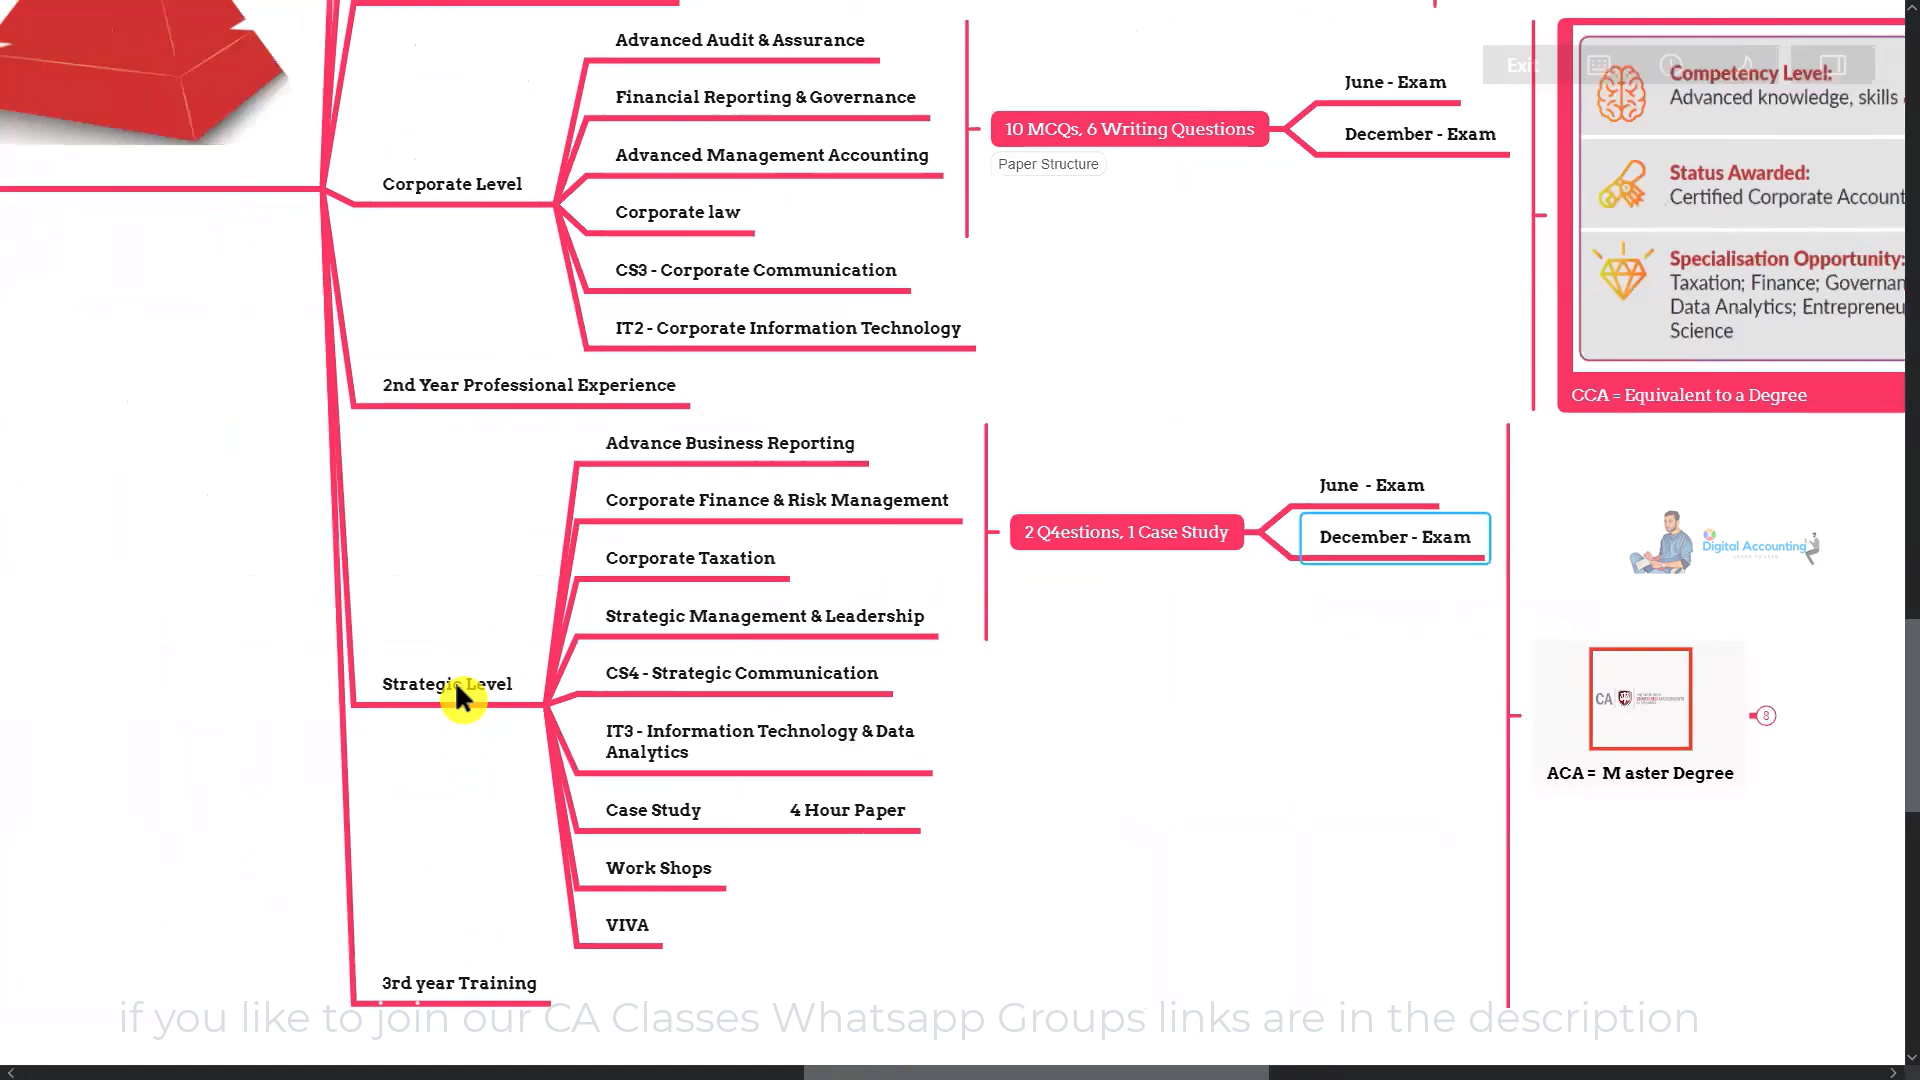 Advanced Audit & Assurance
Financial Reporting & Governance
Advanced Management Accounting
Corporate Level
Corporate law
CS3 - Corporate Communication
IT2 - Corporate Information Technology
10 MCQs, 6 Writing Questions
Paper Structure
June - Exam
December - Exam
Exit
Competency Level:
Advanced knowledge, skills
Status Awarded:
Certified Corporate Account
Specialisation Opportunity:
Taxation; Finance; Governan
Data Analytics; Entrepreneu
Science
CCA = Equivalent to a Degree
2nd Year Professional Experience
Advance Business Reporting
Corporate Finance & Risk Management
Corporate Taxation
Strategic Management & Leadership
Strategic Level
CS4 - Strategic Communication
IT3 - Information Technology & Data
Analytics
Case Study 4 Hour Paper
Work Shops
VIVA
2 Q4estions, 1 Case Study
June - Exam
December - Exam
Digital Accounting
CA
8
ACA = M aster Degree
3rd year Training
if you like to join our CA Classes Whatsapp Groups links are in the description